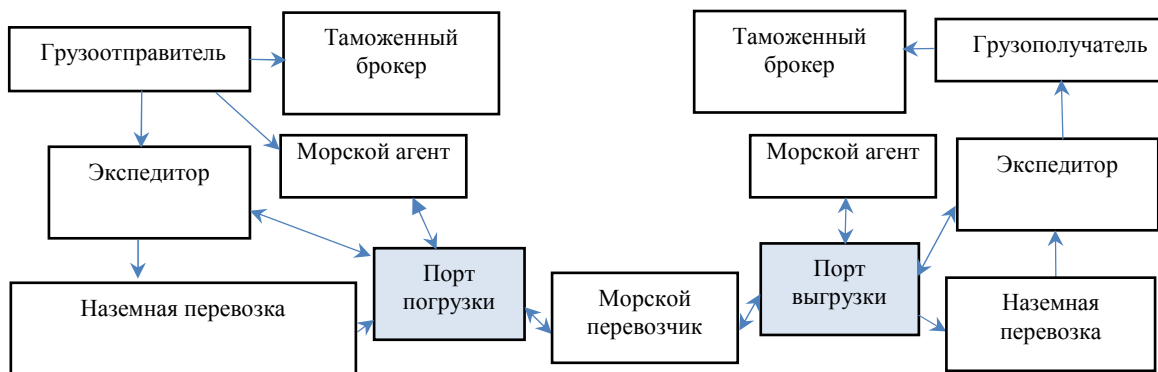 Грузоотправитель
Таможенный
брокер
Таможенный
брокер
Грузополучатель
Экспедитор
Морской агент
Морской агент
Экспедитор
Наземная перевозка
Порт
погрузки
Морской
перевозчик
Порт
выгрузки
Наземная
перевозка